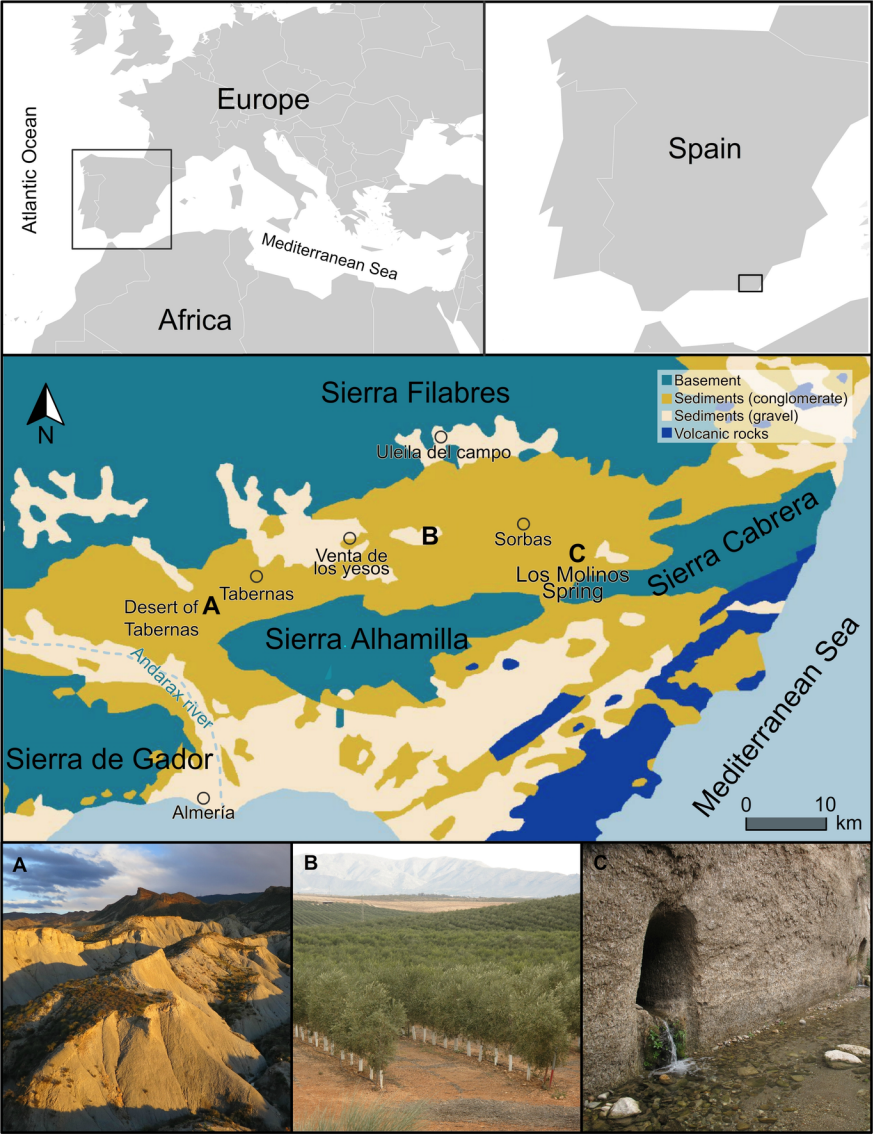 Europe
Atlantic Ocean
Mediterranean Sea
Africa
Spain
Sierra Filabres
Basement
Sediments (conglomerate)
Sediments (gravel)
Volcanic rocks
N
Uleila del campo
B
Sorbas
Venta de
los yesos
C
Los Molinos
Spring
Sierra Cabrera
Tabernas
A
Desert of
Tabernas
Sierra Alhamilla
Andarax river
Sierra de Gador
Almería
Mediterranean Sea
0 10
km
A
B
C